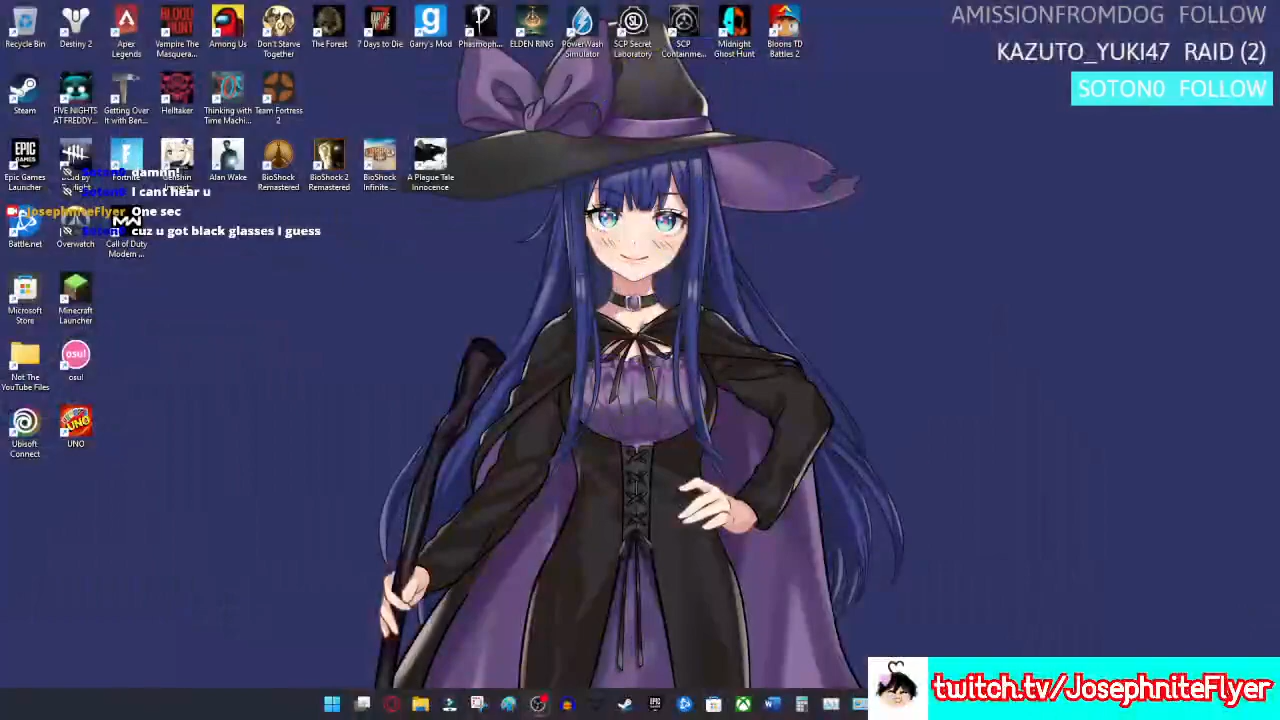 AMISSIONFROMDOG FOLLOW
KAZUTO_YUKI47 RAID (2)
SOTON0 FOLLOW
Recycle Bin
Destiny 2
Apex Legends
Vampire The Masquera...
Among Us
Don't Starve Together
The Forest
7 Days to Die
Garry's Mod
Phasmoph...
ELDEN RING
PowerWash Simulator
SCP Secret Laboratory
SCP Containme...
Midnight Ghost Hunt
Bloons TD Battles 2
Steam
FIVE NIGHTS AT FREDDY...
Getting Over It with Ben...
Helltaker
Thinking with Time Machi...
Team Fortress 2
Epic Games Launcher
Alan Wake
BioShock Remastered
BioShock 2 Remastered
BioShock Infinite ...
A Plague Tale Innocence
damnn!
I cant hear u
JosephniteFlyer One sec
cuz u got black glasses I guess
Battle.net
Overwatch
Call of Duty Modern ...
Microsoft Store
Minecraft Launcher
Not The YouTube Files
osu!
osu!
Ubisoft Connect
UNO
UNO
twitch.tv/JosephniteFlyer